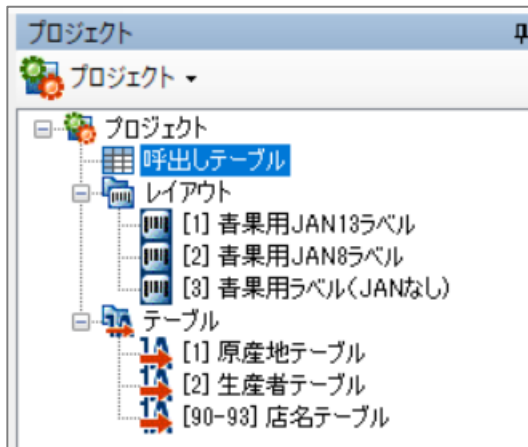 プロジェクト
プロジェクト
プロジェクト
呼出しテーブル
レイアウト
[1] 青果用JAN13ラベル
[2] 青果用JAN8ラベル
[3] 青果用ラベル(JANなし)
テーブル
[1] 原産地テーブル
[2] 生産者テーブル
[90-93] 店名テーブル